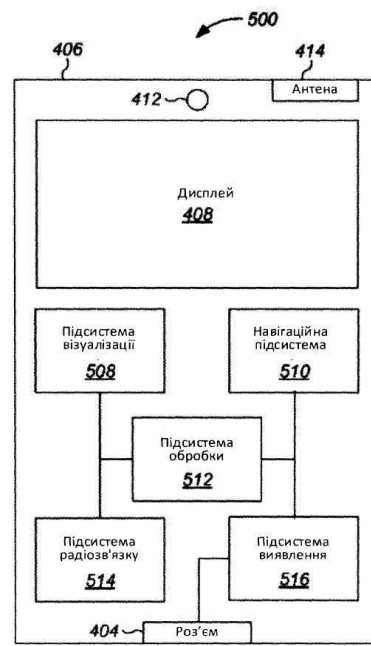 500
406
414
412
Антена
Дисплей
408
Підсистема
візуалізації
508
Навігаційна
підсистема
510
Підсистема
обробки
512
Підсистема
радіозв'язку
514
Підсистема
виявлення
516
404
Роз'єм